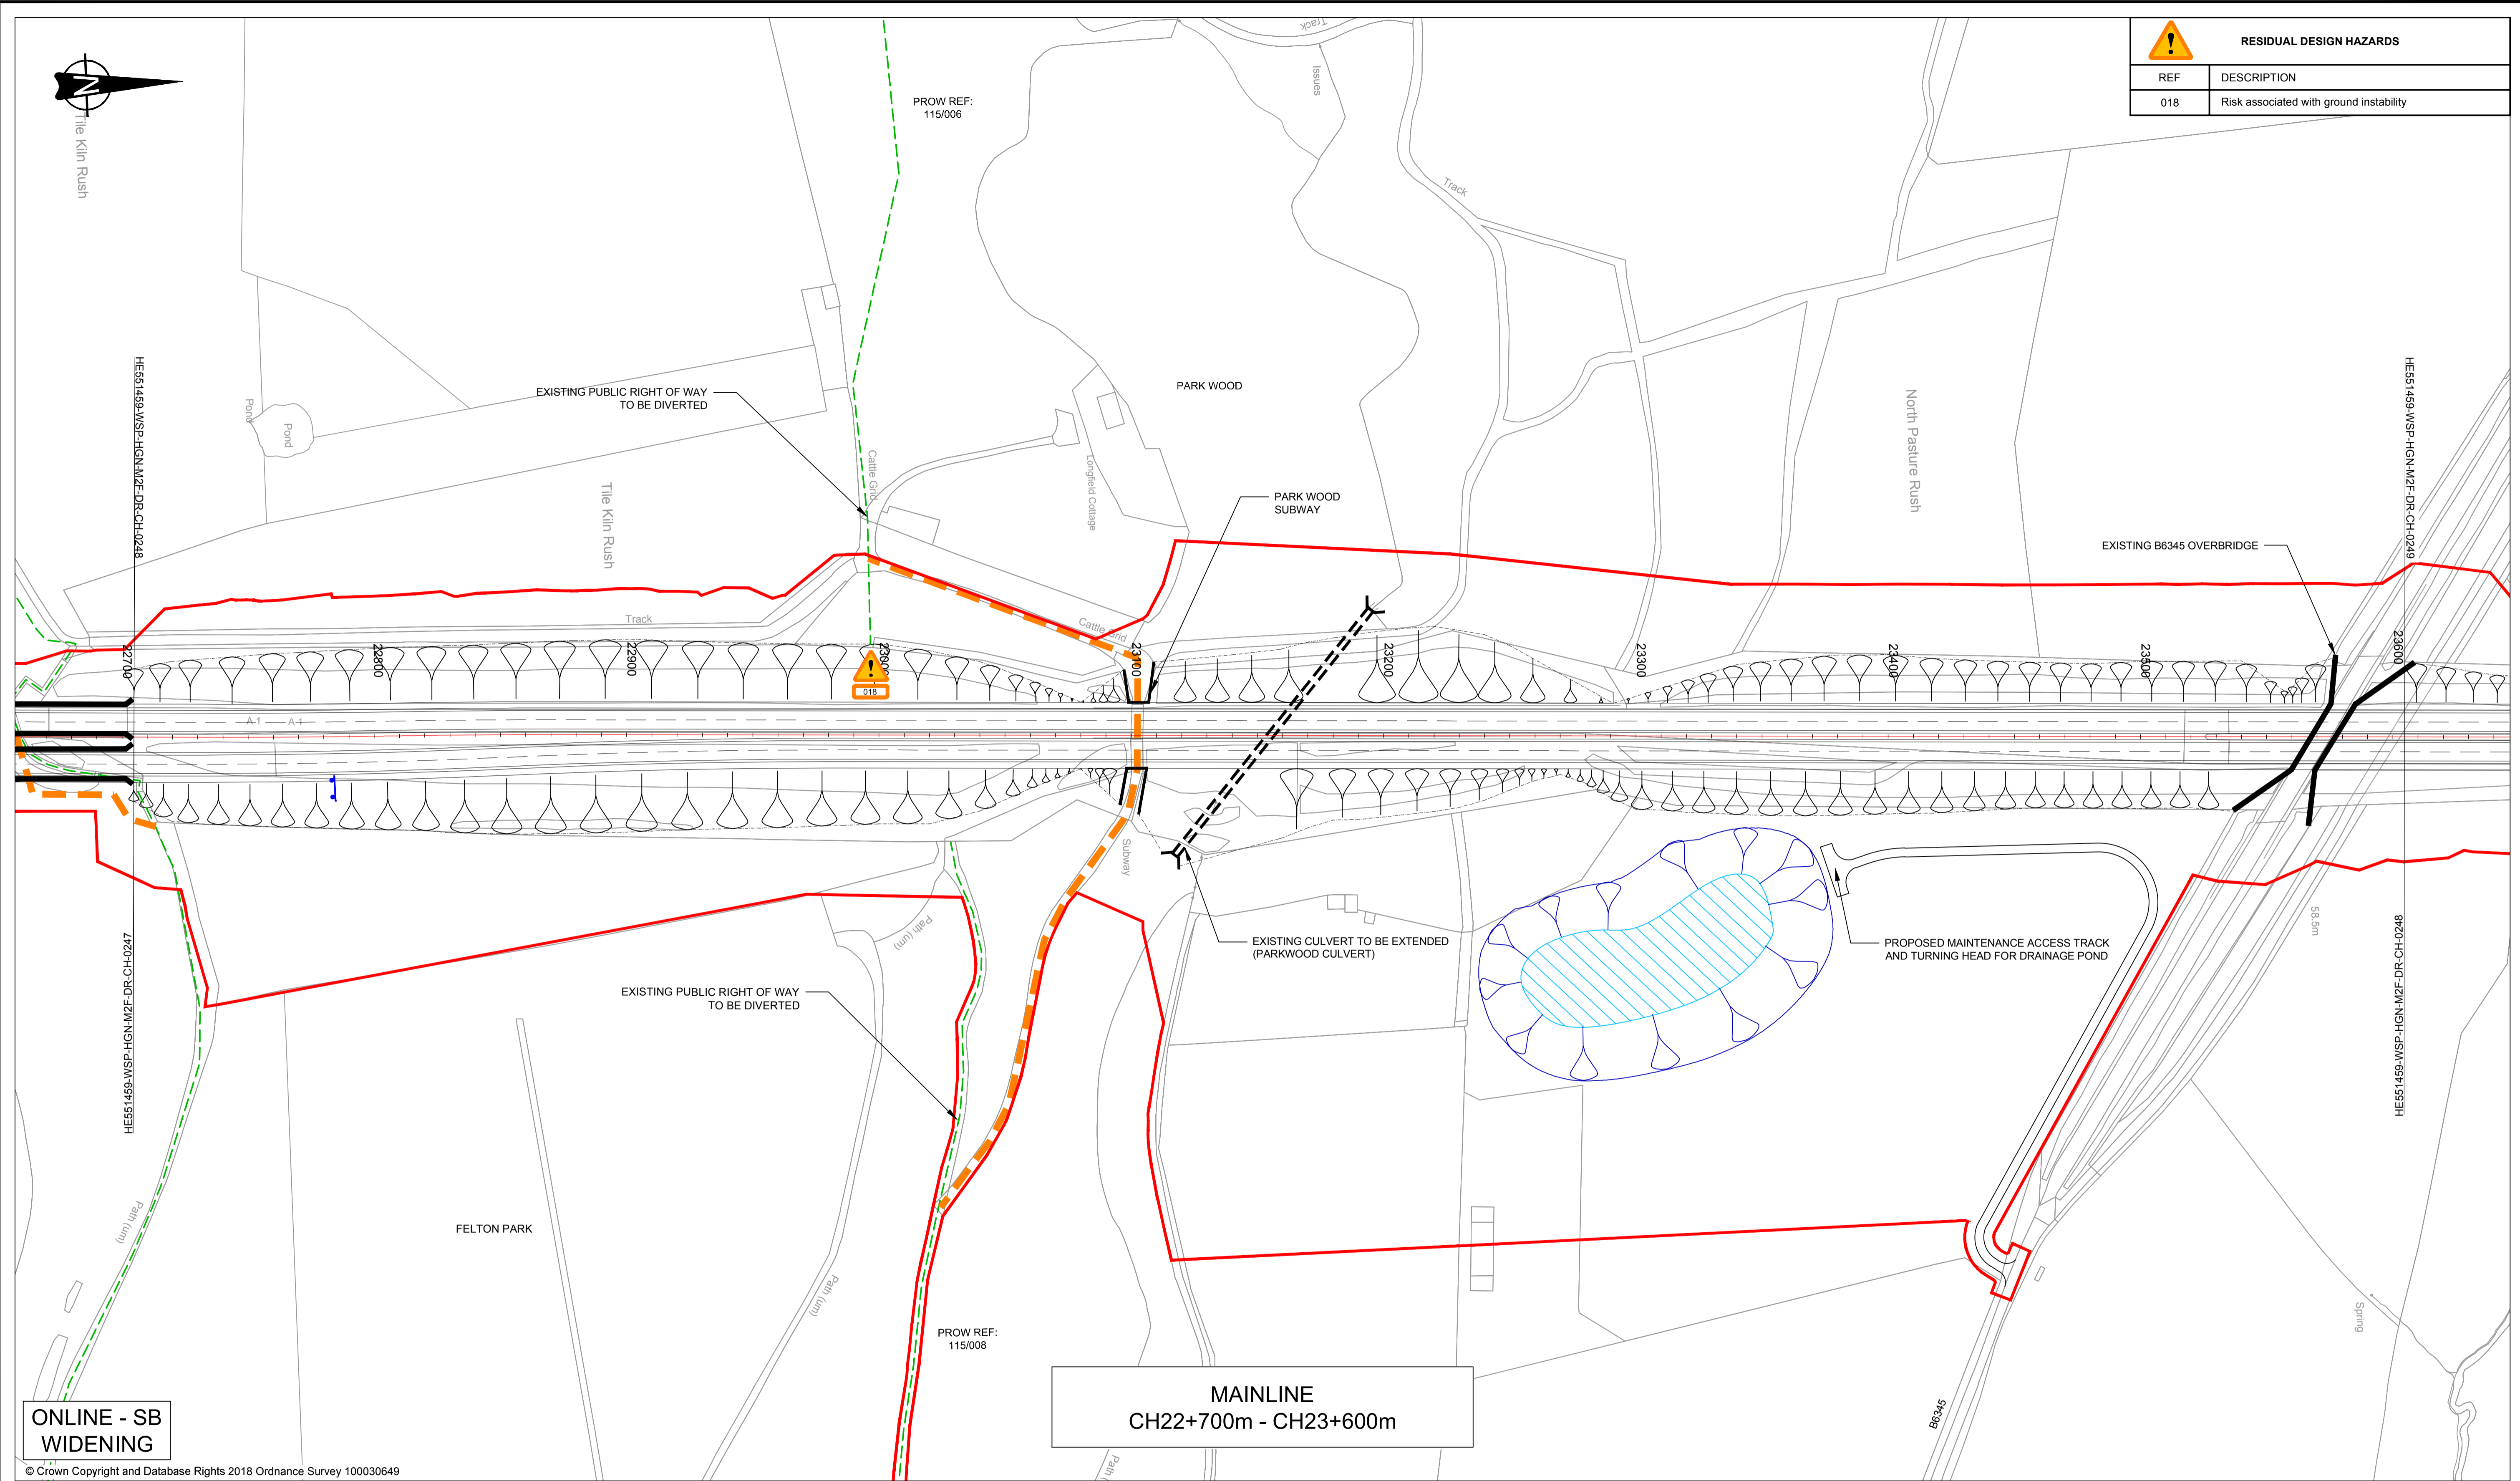 RESIDUAL DESIGN HAZARDS
REF DESCRIPTION
018 Risk associated with ground instability
N
Tile Kiln Rush
PROW REF:
115/006
Track
Issues
Track
HE551459-WSP-HGN-M2F-DR-CH-0248
Pond
Pond
EXISTING PUBLIC RIGHT OF WAY
TO BE DIVERTED
Cattle Grid
Tile Kiln Rush
Longfield Cottage
PARK WOOD
PARK WOOD
SUBWAY
North Pasture Rush
EXISTING B6345 OVERBRIDGE
HE551459-WSP-HGN-M2F-DR-CH-0249
Track
Cattle Grid
22700
22800
22900
23000
23100
23200
23300
23400
23500
23600
018
A 1
A 1
Subway
HE551459-WSP-HGN-M2F-DR-CH-0247
Path (um)
EXISTING PUBLIC RIGHT OF WAY
TO BE DIVERTED
EXISTING CULVERT TO BE EXTENDED
(PARKWOOD CULVERT)
PROPOSED MAINTENANCE ACCESS TRACK
AND TURNING HEAD FOR DRAINAGE POND
58.5m
HE551459-WSP-HGN-M2F-DR-CH-0248
Path (um)
FELTON PARK
Path (um)
PROW REF:
115/008
Spring
B6345
MAINLINE
CH22+700m - CH23+600m
Path (
ONLINE - SB
WIDENING
© Crown Copyright and Database Rights 2018 Ordnance Survey 100030649